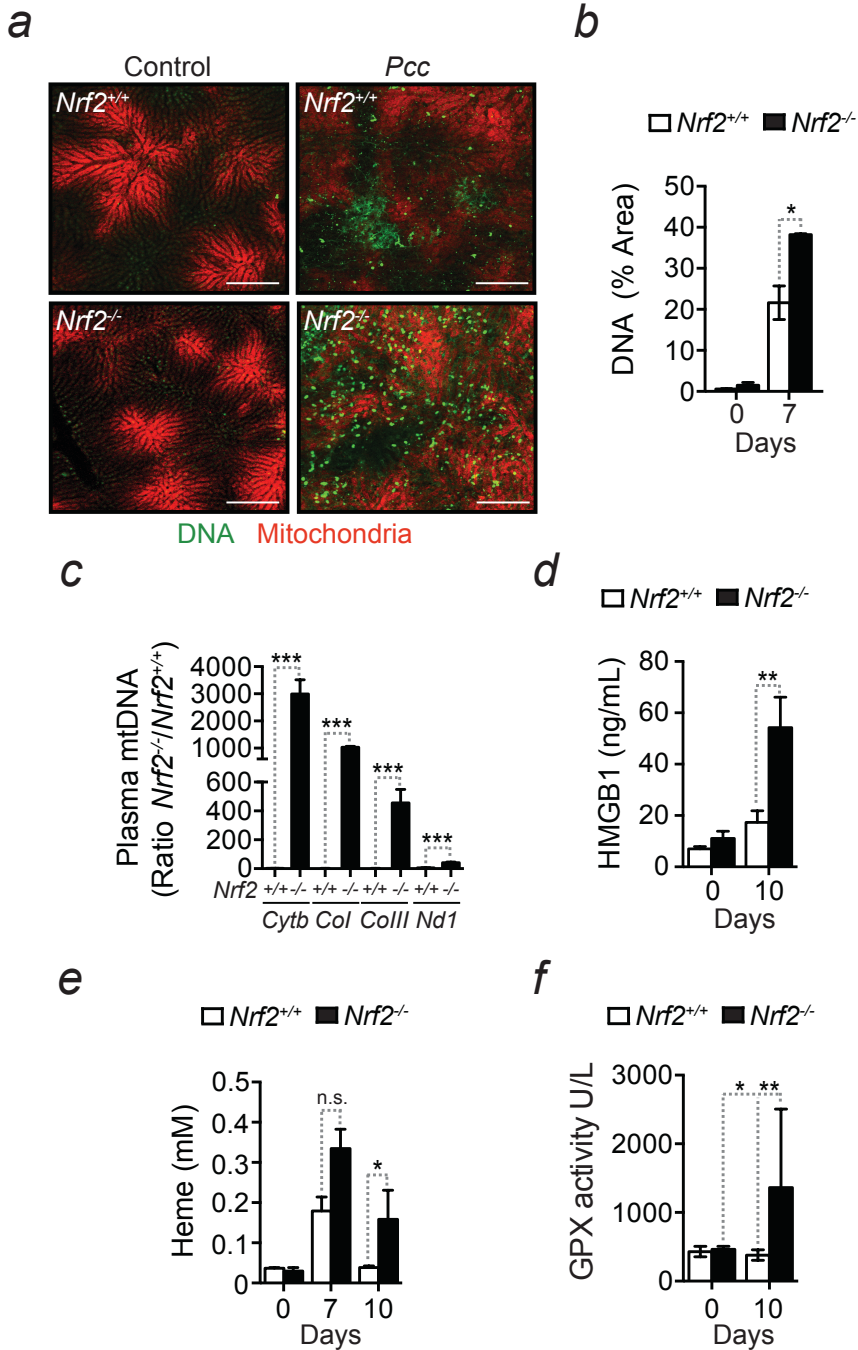 a
Control Pcc
Nrf2+/+ Nrf2+/+
Nrf2-/- Nrf2-/-
DNA Mitochondria
b
Nrf2+/+ Nrf2-/-
DNA (% Area)
50
40
30
20
10
0
*
0 7
Days
c
Plasma mtDNA
(Ratio Nrf2-/-/Nrf2+/+)
4000
3000
2000
1000
600
400
200
0
***
***
***
***
Nrf2 +/+ -/- +/+ -/- +/+ -/- +/+ -/-
Cytb CoI CoIII Nd1
d
Nrf2+/+ Nrf2-/-
HMGB1 (ng/mL)
80
60
40
20
0
**
0 10
Days
e
Nrf2+/+ Nrf2-/-
Heme (mM)
0.5
0.4
0.3
0.2
0.1
0
n.s.
*
0 7 10
Days
f
Nrf2+/+ Nrf2-/-
GPX activity U/L
3000
2000
1000
0
* **
0 10
Days